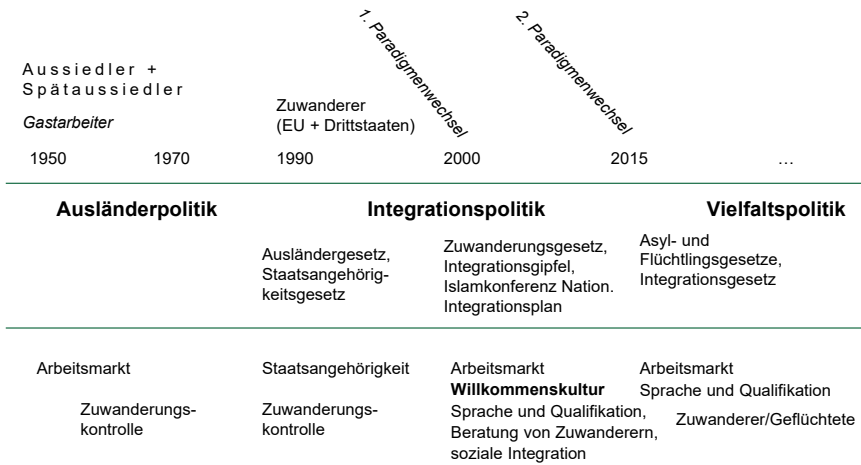 1. Paradigmenwechsel
2. Paradigmenwechsel
Aussiedler +
Spätaussiedler
Gastarbeiter
Zuwanderer
(EU + Drittstaaten)
1950 1970 1990 2000 2015 ...
Ausländerpolitik Integrationspolitik Vielfaltspolitik
Ausländergesetz,
Staatsangehörig-
keitsgesetz
Zuwanderungsgesetz,
Integrationsgipfel,
Islamkonferenz Nation.
Integrationsplan
Asyl- und
Flüchtlingsgesetze,
Integrationsgesetz
Arbeitsmarkt
Zuwanderungs-
kontrolle
Staatsangehörigkeit
Zuwanderungs-
kontrolle
Arbeitsmarkt
Willkommenskultur
Sprache und Qualifikation,
Beratung von Zuwanderern,
soziale Integration
Arbeitsmarkt
Sprache und Qualifikation
Zuwanderer/Geflüchtete